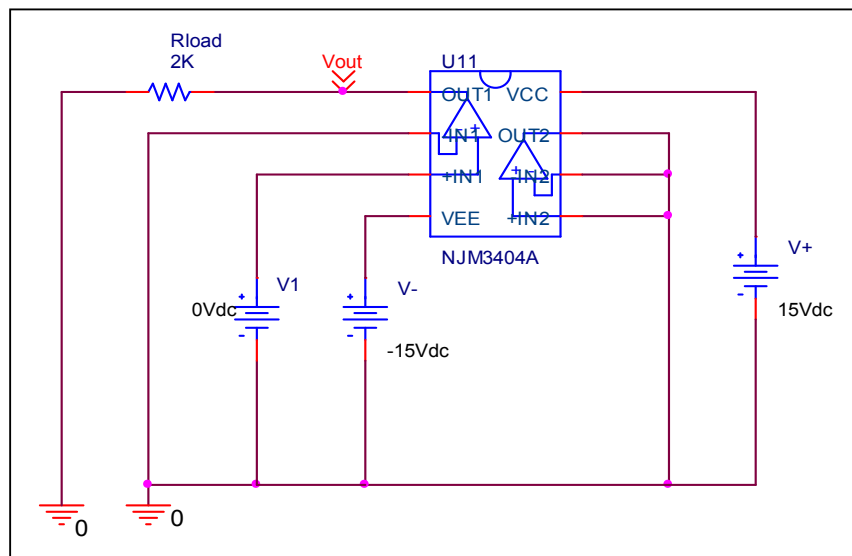 Rload
2K
Vout
U11
OUT1
VCC
-IN1
OUT2
+IN1
-IN2
VEE
+IN2
NJM3404A
+
+
V1
0Vdc
-
+
V-
-15Vdc
-
+
V+
15Vdc
-
0
0